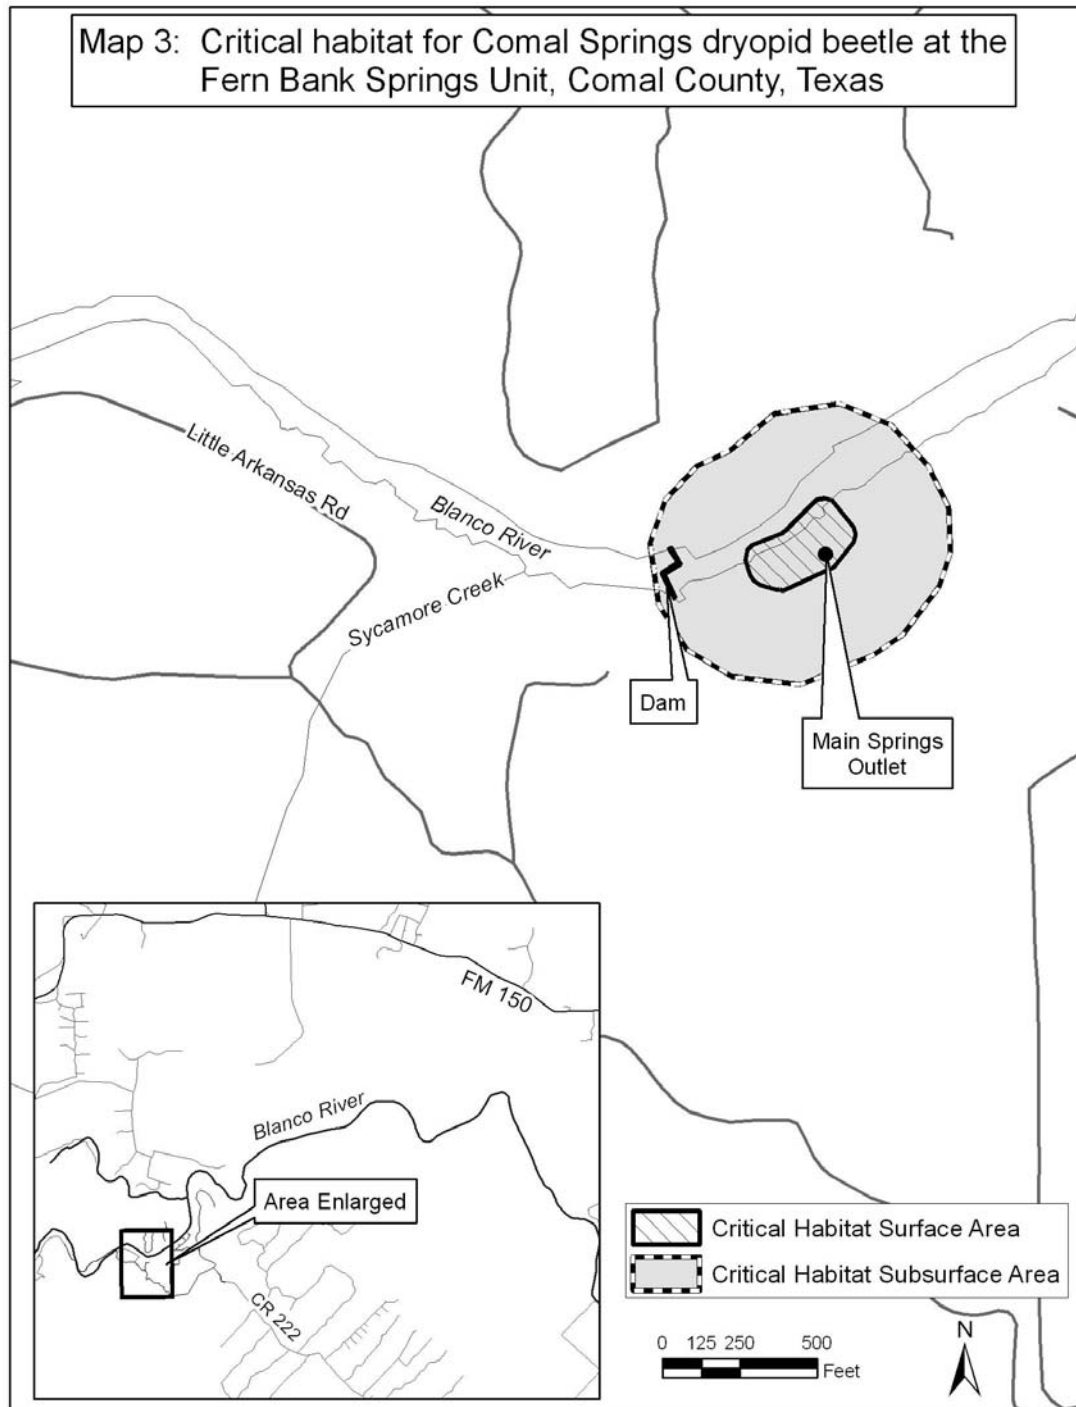 Map 3: Critical habitat for Comal Springs dryopid beetle at the
Fern Bank Springs Unit, Comal County, Texas
Little Arkansas Rd
Blanco River
Sycamore Creek
Dam
Main Springs
Outlet
FM 150
Blanco River
Area Enlarged
CR 222
Critical Habitat Surface Area
Critical Habitat Subsurface Area
0 125 250 500
Feet
N